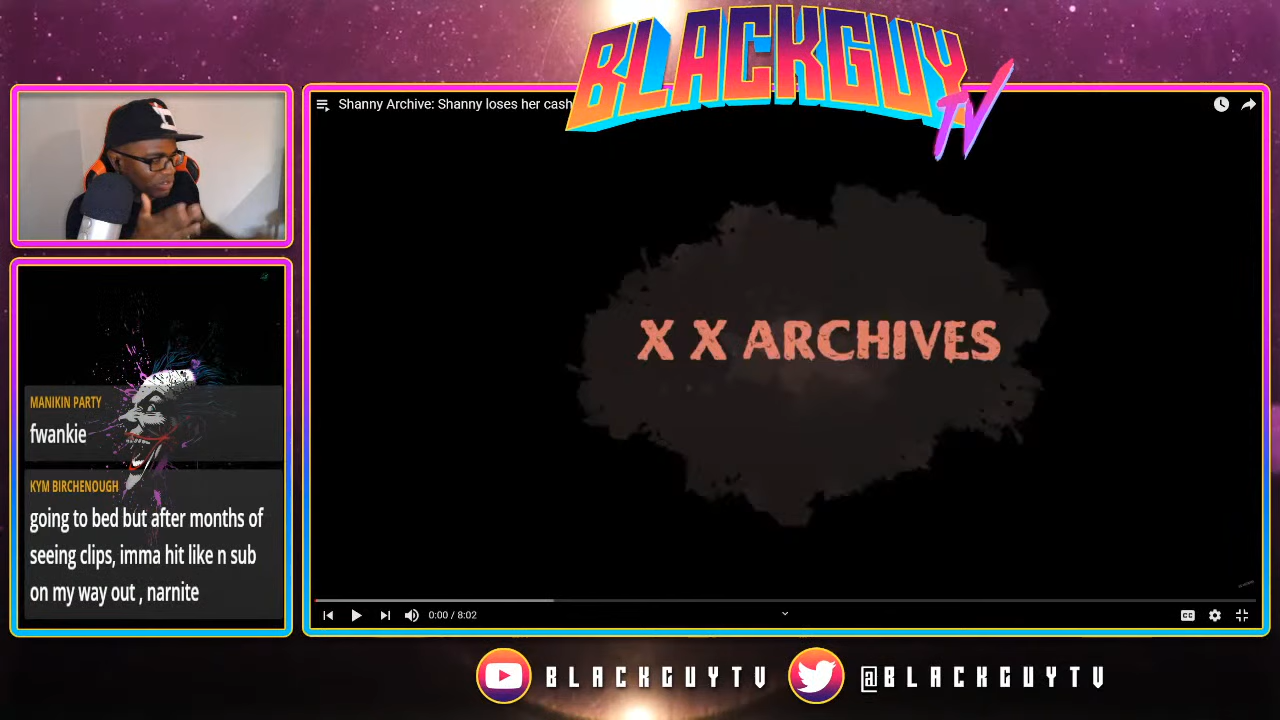 BLACKGUY
TV
Shanny Archive: Shanny loses her cash
X X ARCHIVES
MANIKIN PARTY
fwankie
KYM BIRCHENOUGH
going to bed but after months of
seeing clips, imma hit like n sub
on my way out , narnite
0:00 / 8:02
CC
BLACKGUYTV
@BLACKGUYTV